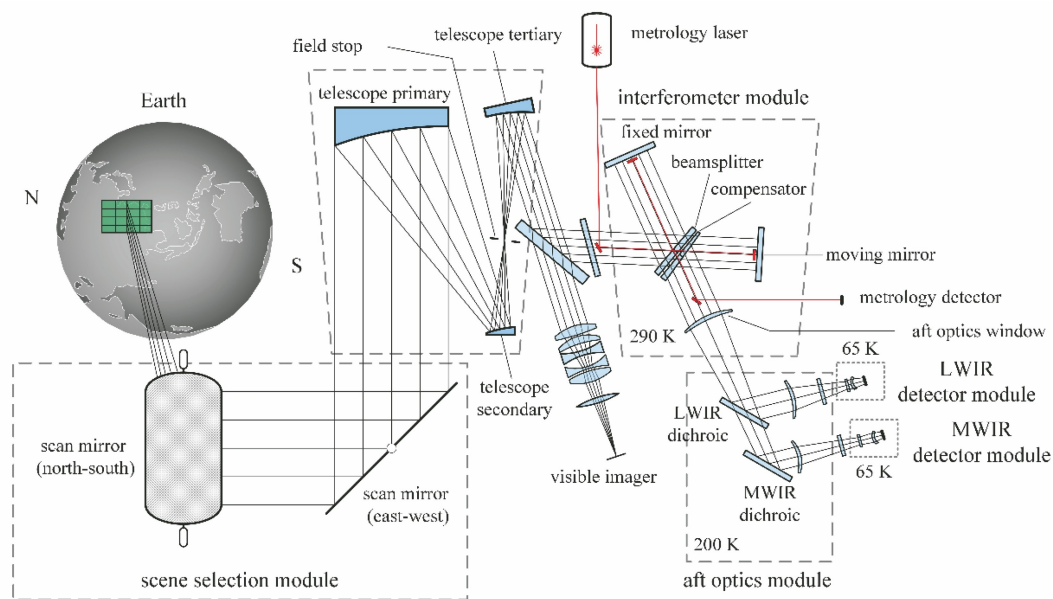 telescope tertiary
metrology laser
field stop
telescope primary
interferometer module
Earth
fixed mirror
beamsplitter
compensator
N
S
moving mirror
metrology detector
aft optics window
290 K
65 K
LWIR
detector module
telescope
secondary
LWIR
dichroic
MWIR
detector module
65 K
scan mirror
(north-south)
visible imager
scan mirror
(east-west)
MWIR
dichroic
200 K
scene selection module
aft optics module